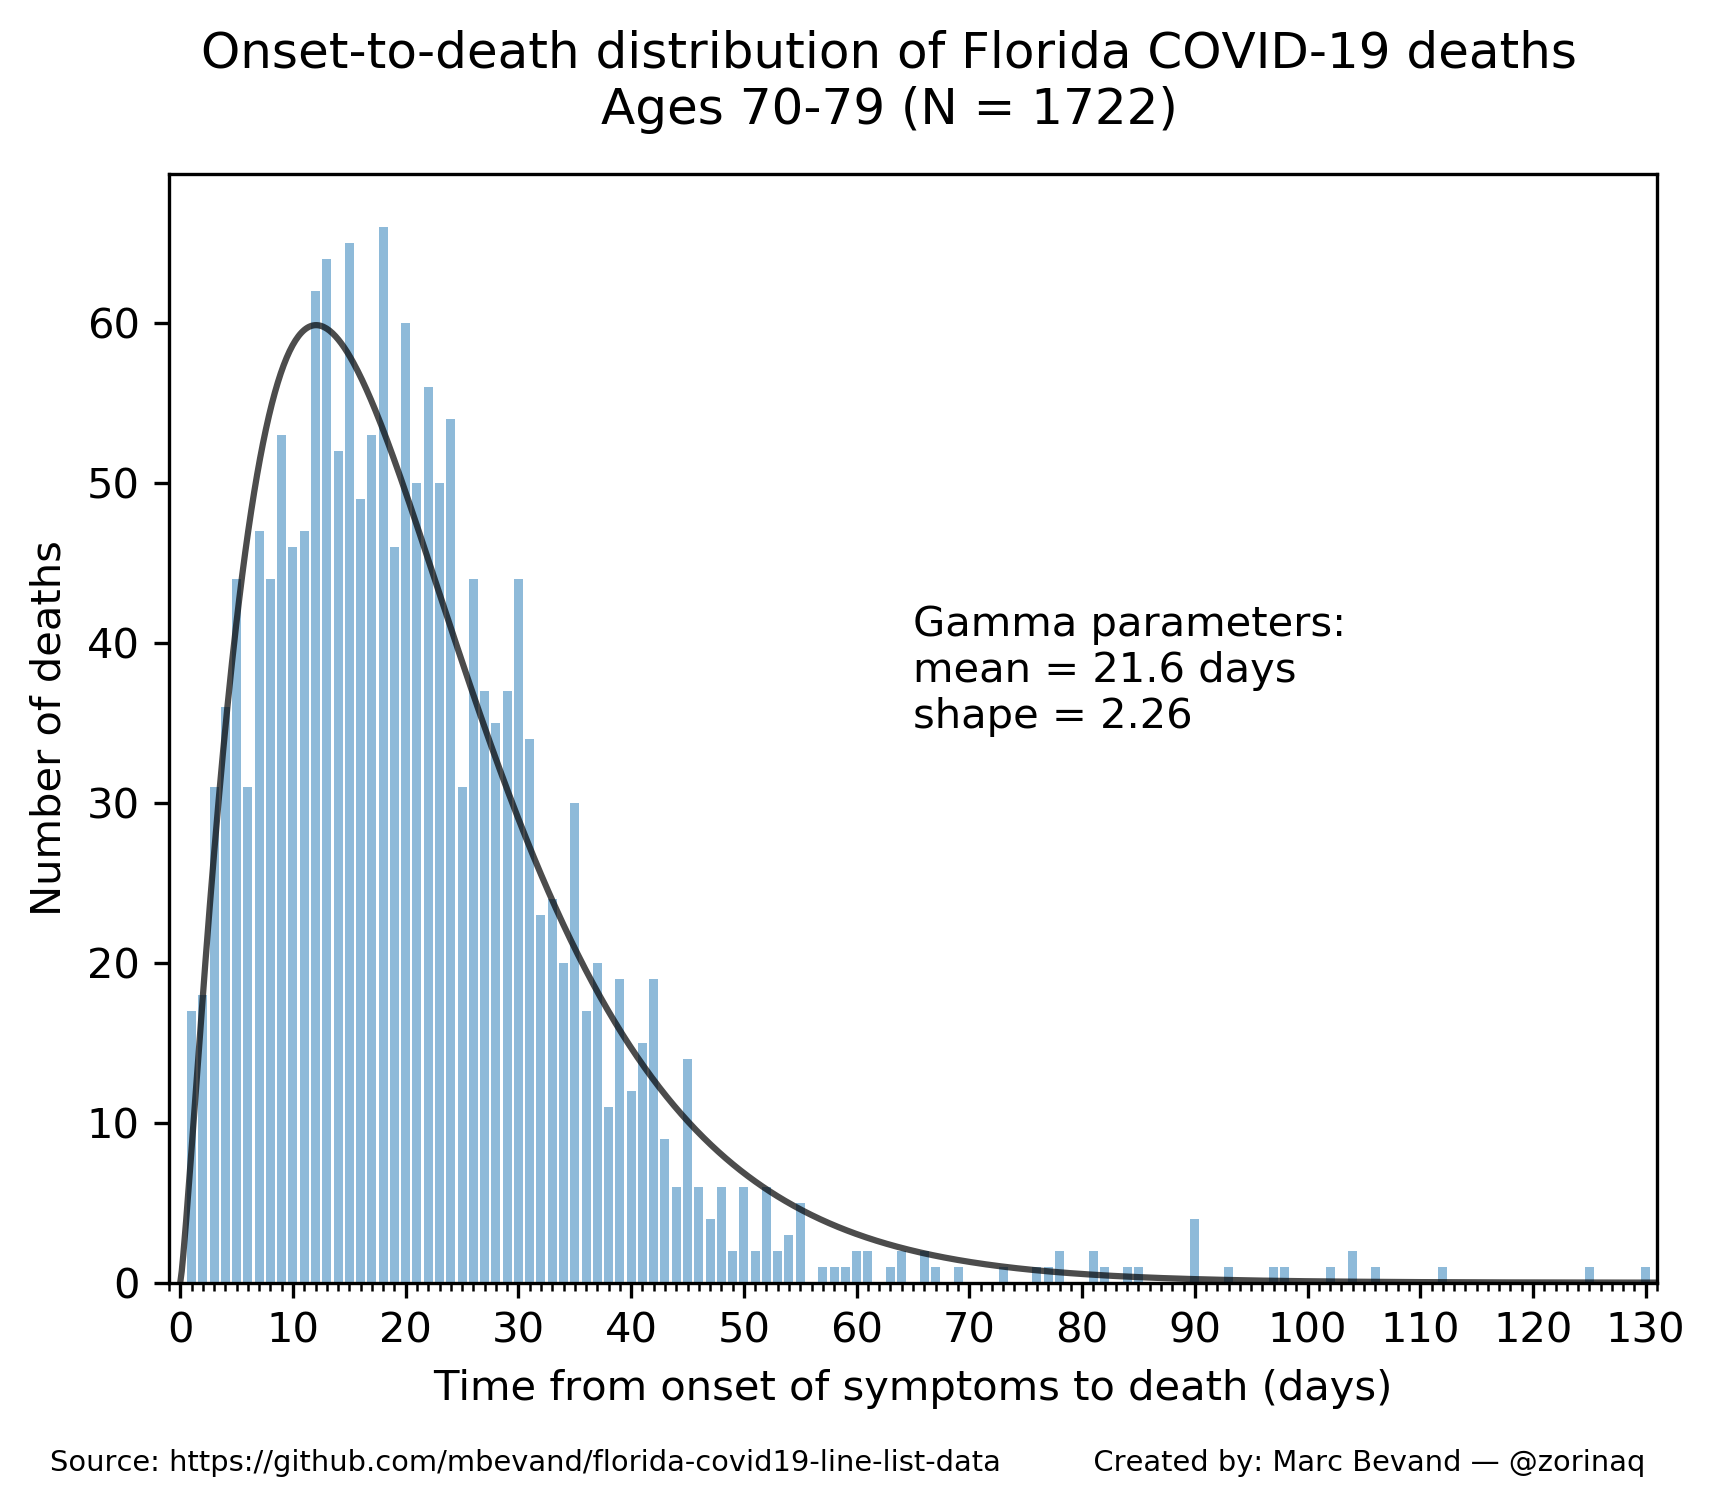 Onset-to-death distribution of Florida COVID-19 deaths
Ages 70-79 (N = 1722)
60
50
40
30
20
10
0
Number of deaths
Gamma parameters:
mean = 21.6 days
shape = 2.26
0 10 20 30 40 50 60 70 80 90 100 110 120 130
Time from onset of symptoms to death (days)
Source: https://github.com/mbevand/florida-covid19-line-list-data Created by: Marc Bevand — @zorinaq